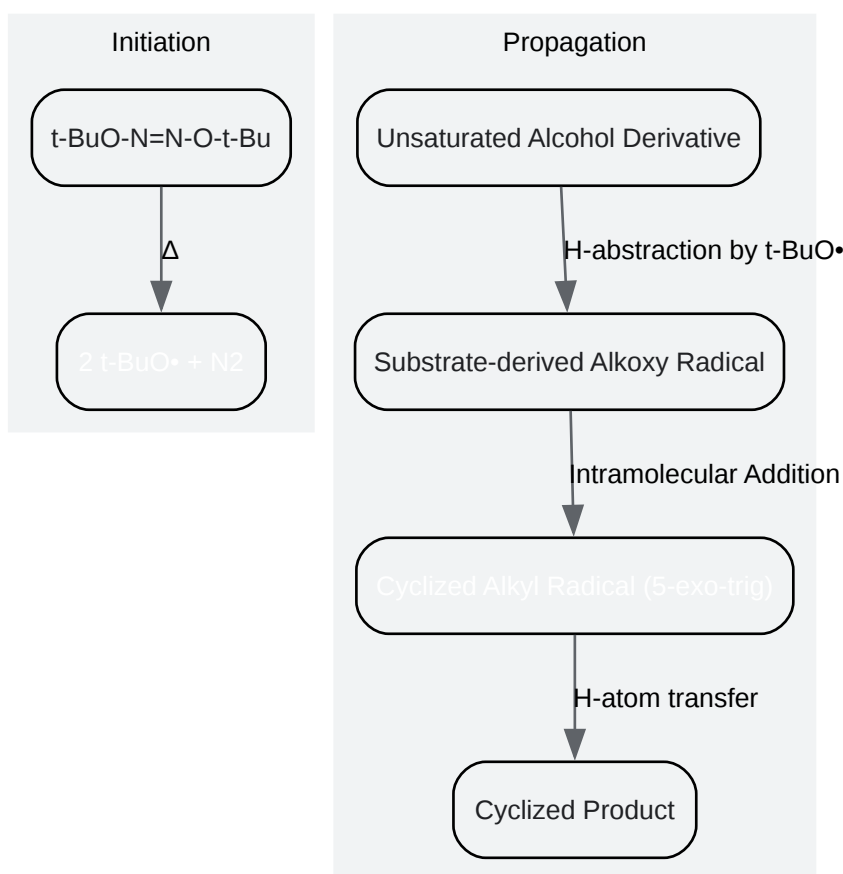 Initiation
t-BuO-N=N-O-t-Bu
Δ
2 t-BuO• + N2
Propagation
Unsaturated Alcohol Derivative
H-abstraction by t-BuO•
Substrate-derived Alkoxy Radical
Intramolecular Addition
Cyclized Alkyl Radical (5-exo-trig)
H-atom transfer
Cyclized Product